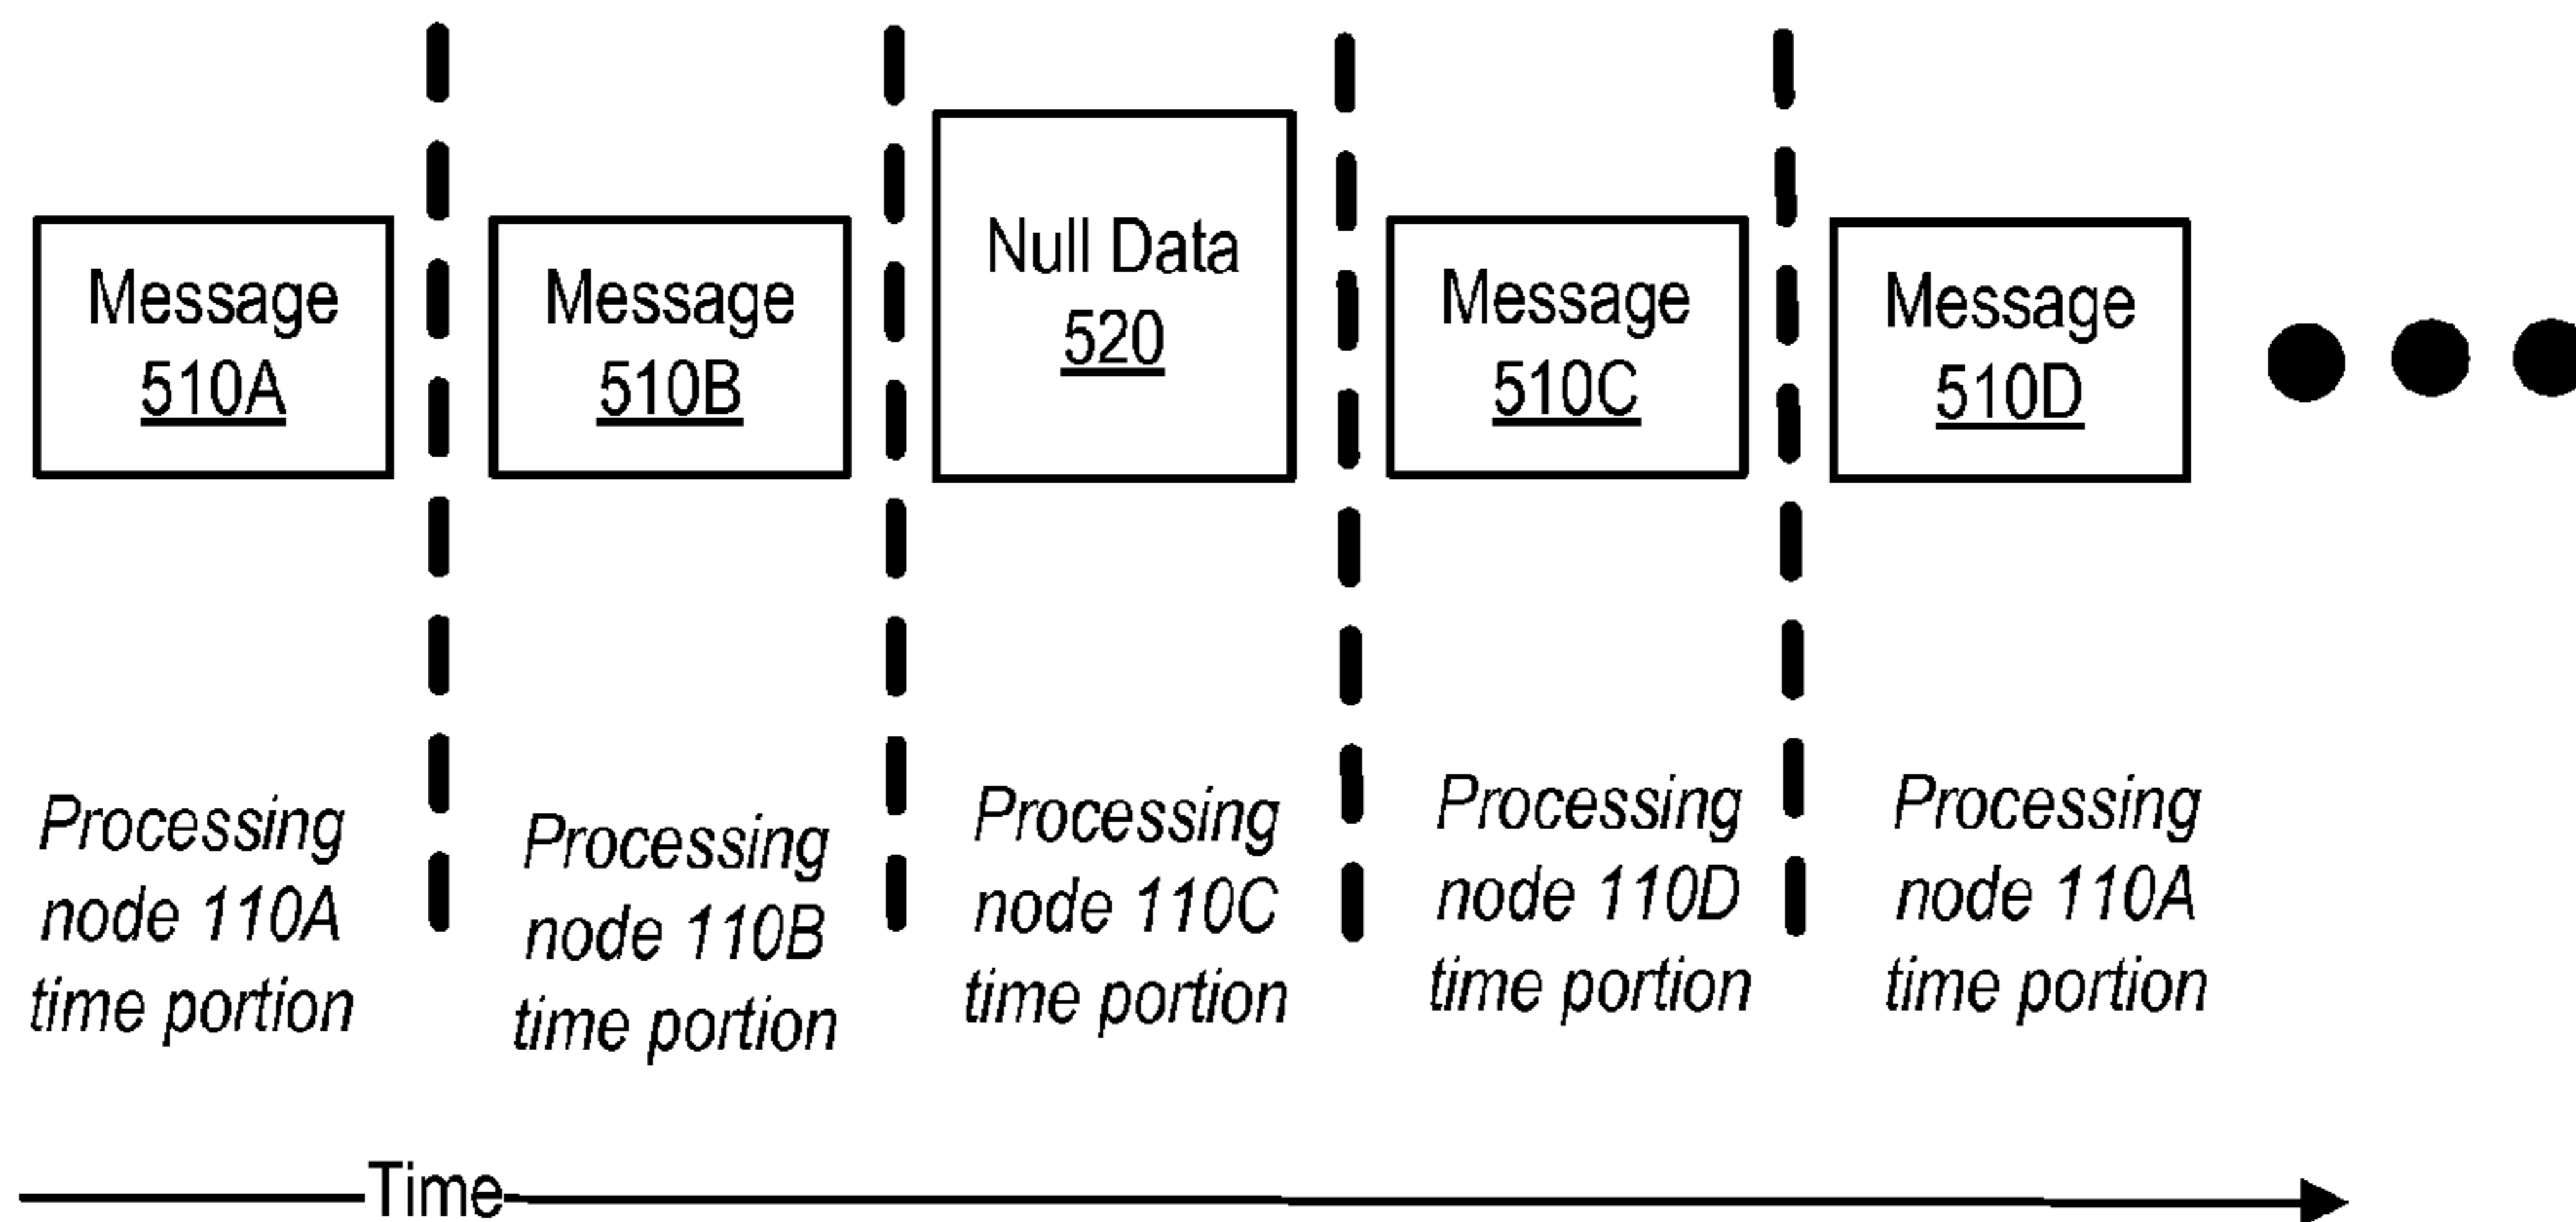 Message
510A
Message
510B
Null Data
520
Message
510C
Message
510D
Processing
node 110A
time portion
Processing
node 110B
time portion
Processing
node 110C
time portion
Processing
node 110D
time portion
Processing
node 110A
time portion
Time